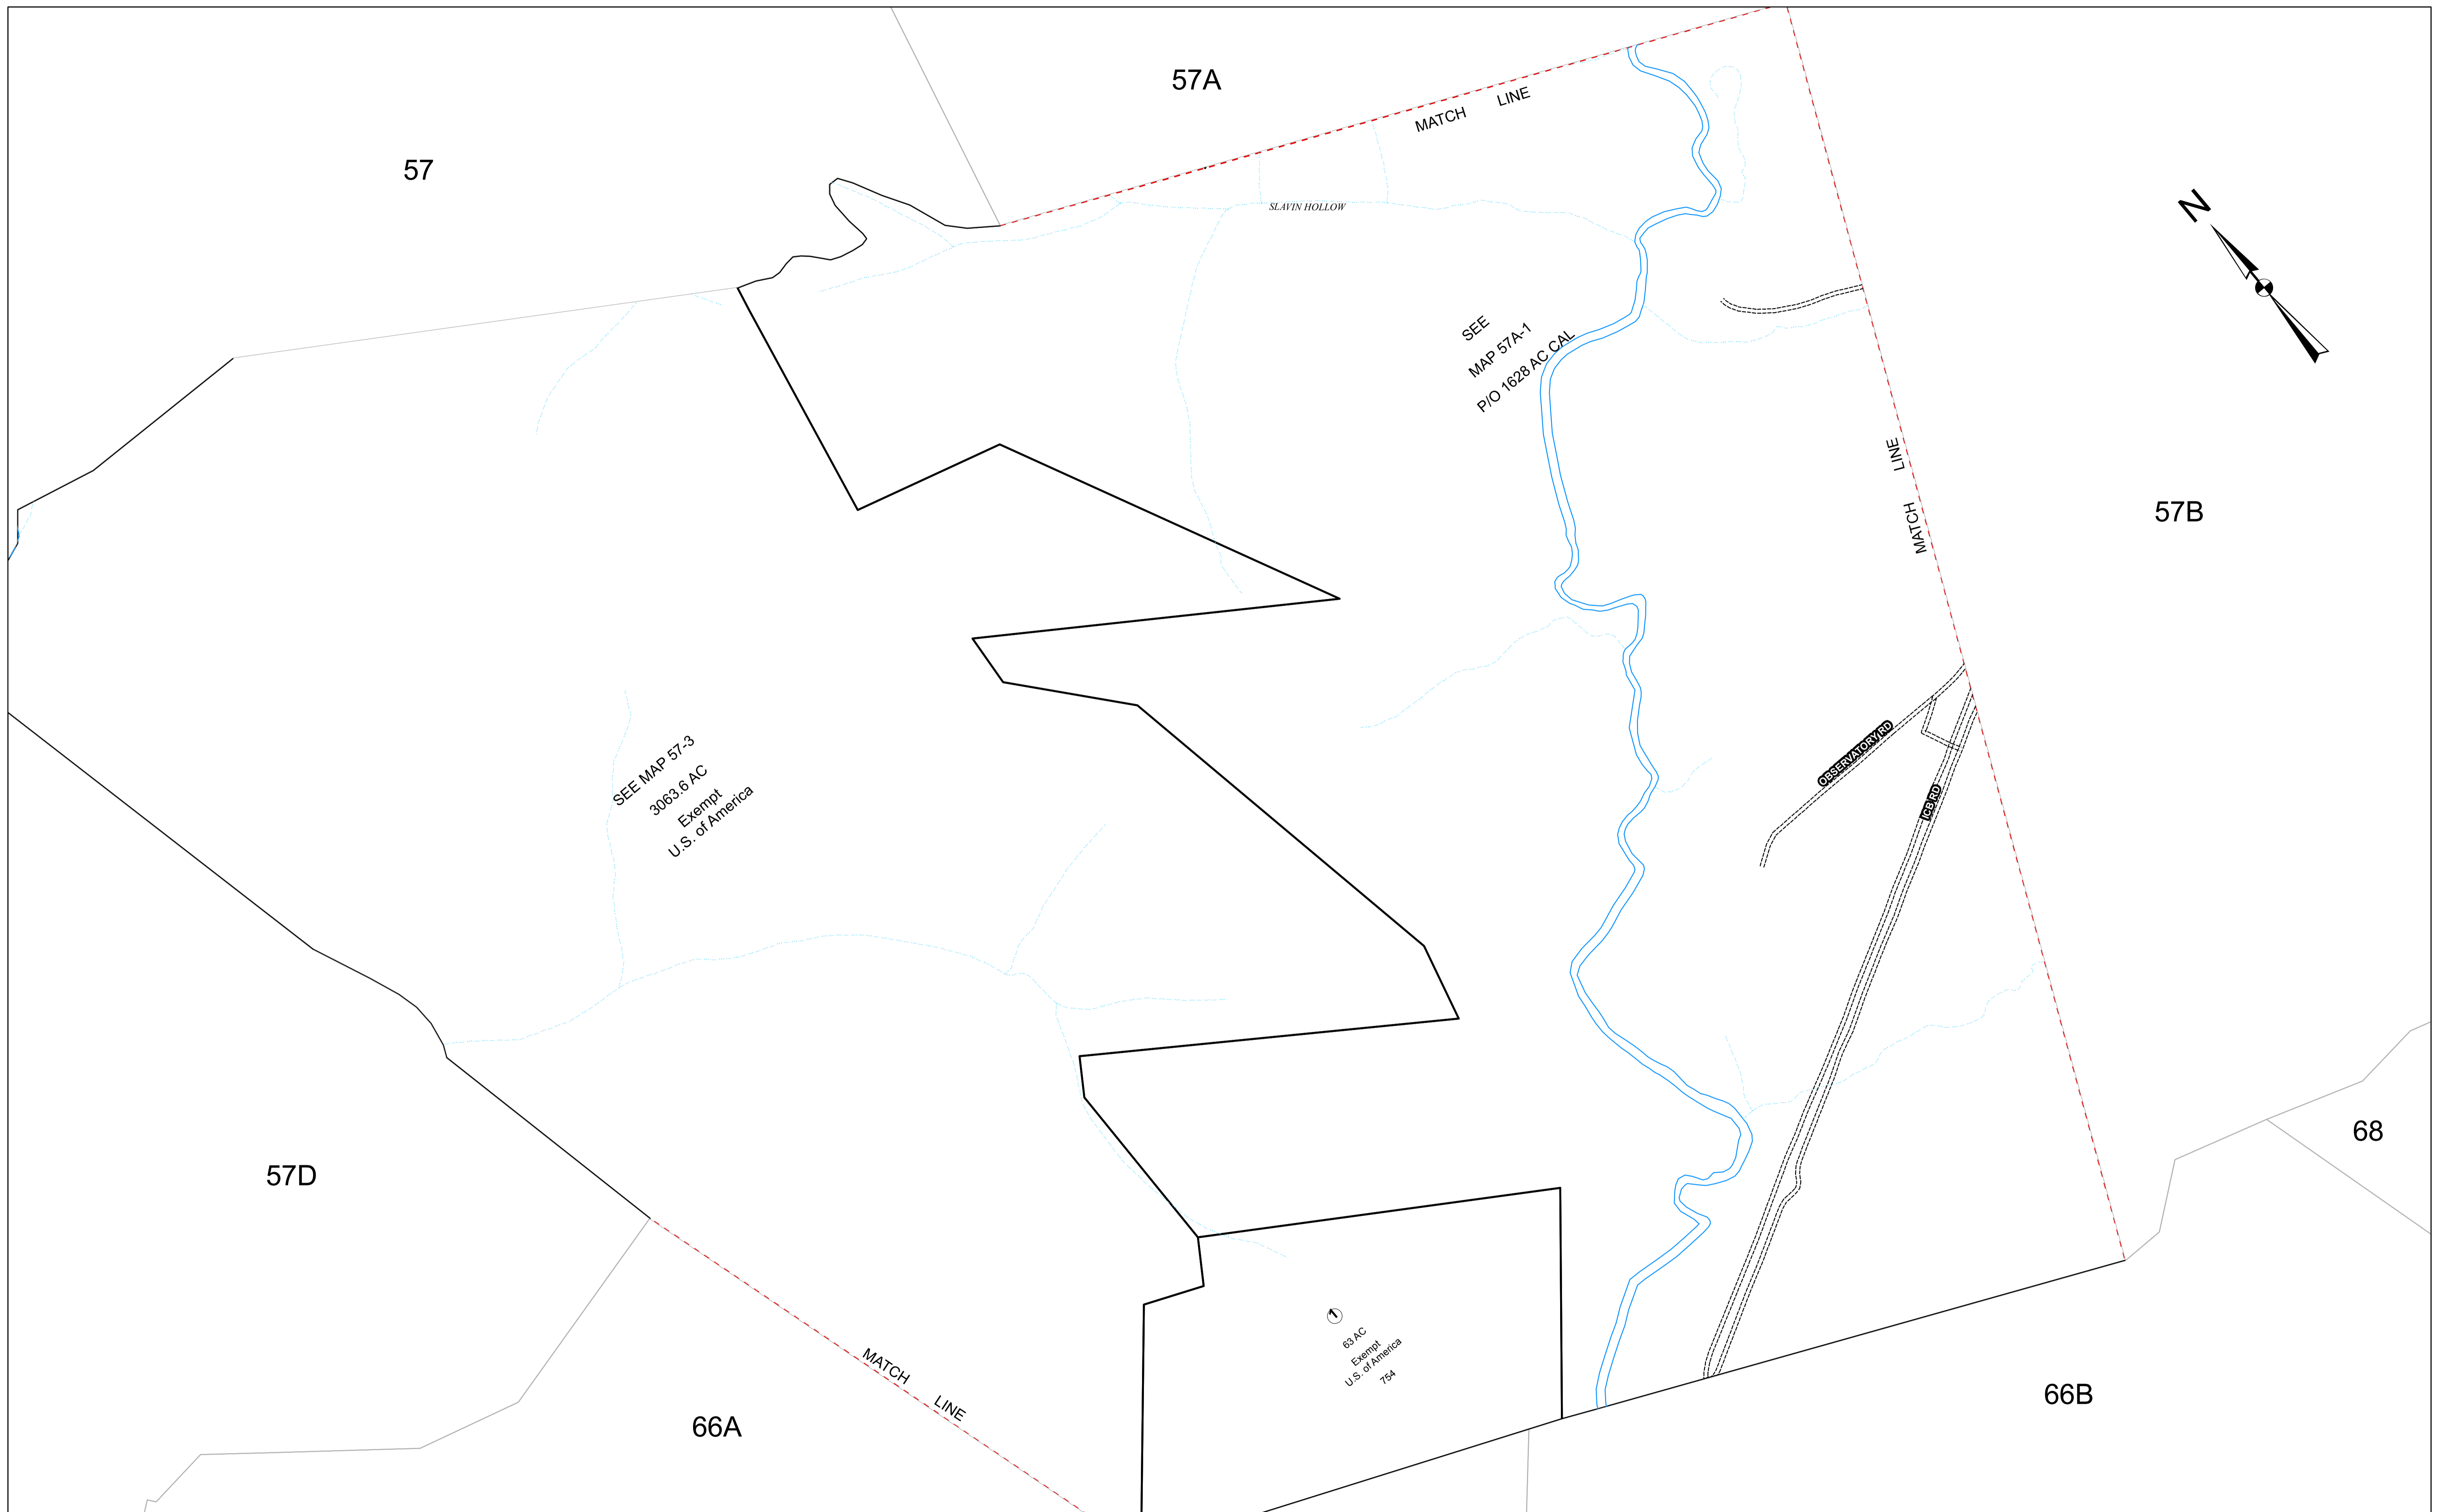 57A
MATCH LINE
57
N
SLAVIN HOLLOW
SEE
MAP 57A-1
P/O 1628 AC CAL
MATCH LINE
57B
OBSERVATORY RD
ICB RD
SEE MAP 57-3
3063.6 AC
Exempt
U.S. of America
68
57D
1
63 AC
Exempt
U.S. of America
754
MATCH LINE
66A
66B